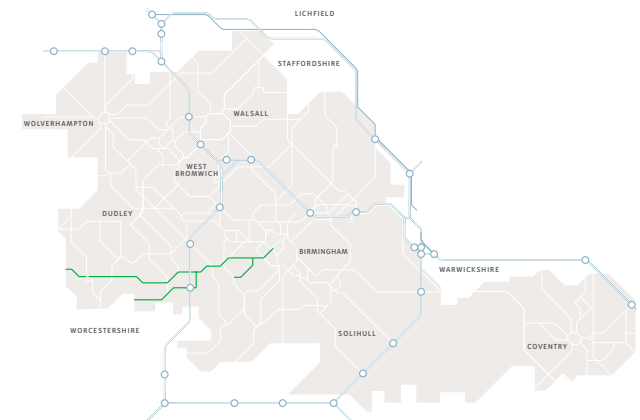 LICHFIELD
STAFFORDSHIRE
WALSALL
WOLVERHAMPTON
WEST
BROMWICH
DUDLEY
BIRMINGHAM
WARWICKSHIRE
WORCESTERSHIRE
SOLIHULL
COVENTRY